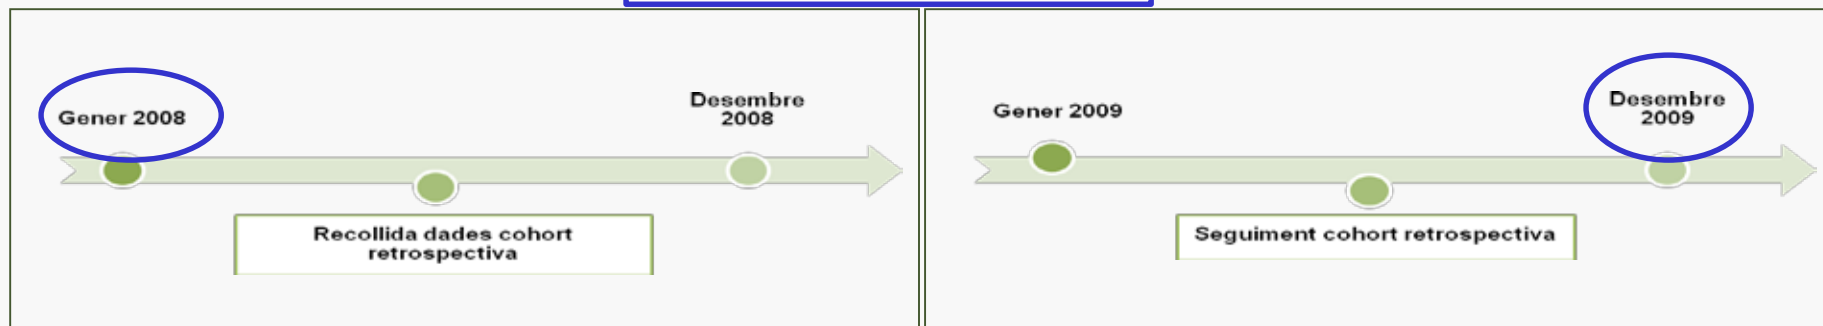 Gener 2008
Desembre
2008
Recollida dades cohort
retrospectiva
Gener 2009
Desembre
2009
Seguiment cohort retrospectiva